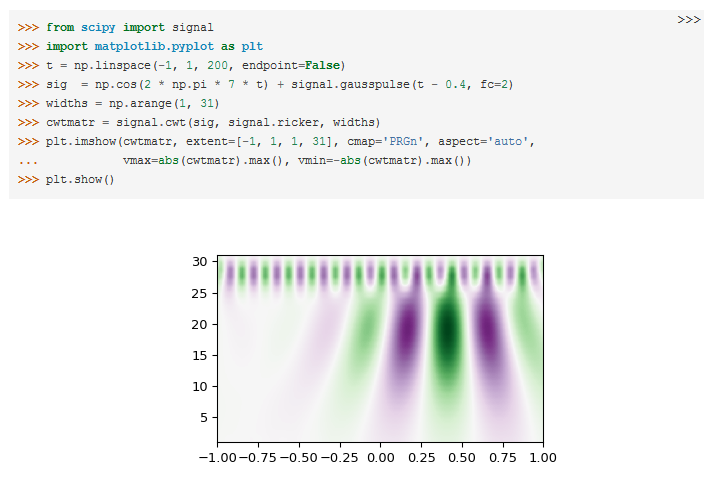 >>>
>>> from scipy import signal
>>> import matplotlib.pyplot as plt
>>> t = np.linspace(-1, 1, 200, endpoint=False)
>>> sig  = np.cos(2 * np.pi * 7 * t) + signal.gausspulse(t - 0.4, fc=2)
>>> widths = np.arange(1, 31)
>>> cwtmatr = signal.cwt(sig, signal.ricker, widths)
>>> plt.imshow(cwtmatr, extent=[-1, 1, 1, 31], cmap='PRGn', aspect='auto',
...            vmax=abs(cwtmatr).max(), vmin=-abs(cwtmatr).max())
>>> plt.show()
30
25
20
15
10
5
−1.00 −0.75 −0.50 −0.25 0.00 0.25 0.50 0.75 1.00